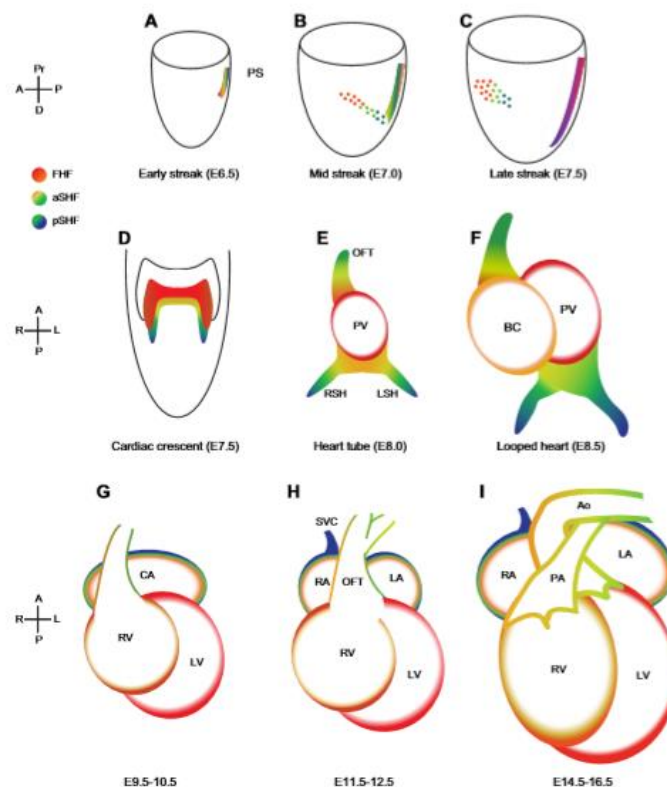 A
B
C
Pr
A P
D
PS
Early streak (E6.5)
Mid streak (E7.0)
Late streak (E7.5)
FHF
aSHF
pSHF
D
E
F
OFT
A
R L
P
PV
BC
PV
RSH
LSH
Cardiac crescent (E7.5)
Heart tube (E8.0)
Looped heart (E8.5)
G
H
I
SVC
Ao
CA
RA
OFT
LA
RA
PA
LA
A
R L
P
RV
LV
RV
LV
RV
LV
E9.5-10.5
E11.5-12.5
E14.5-16.5